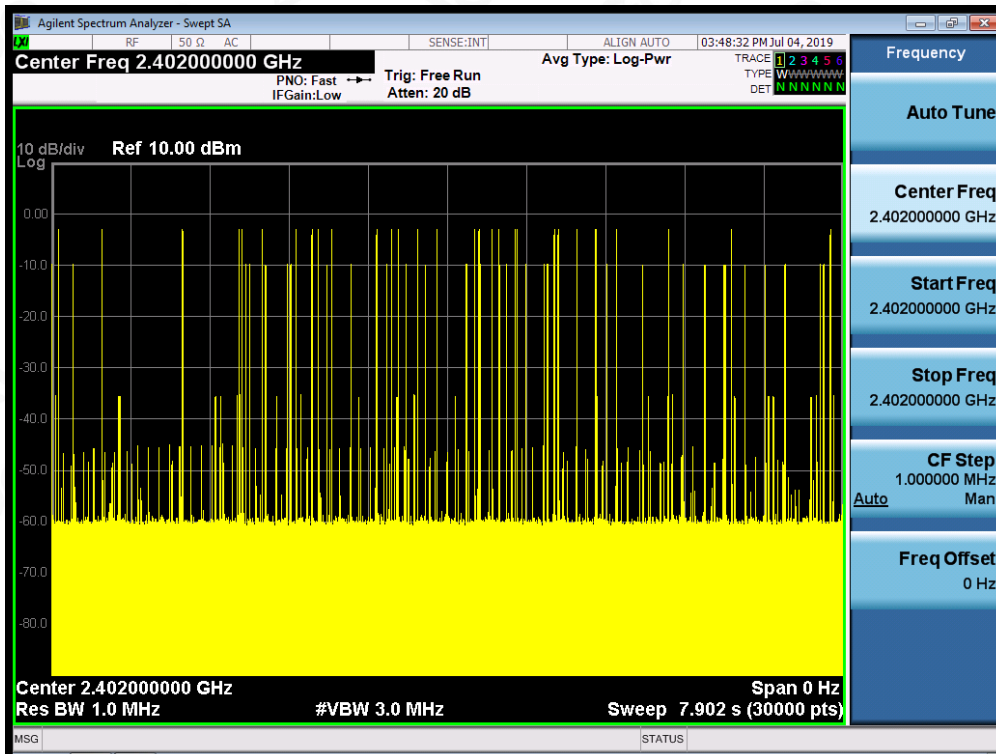 Agilent Spectrum Analyzer - Swept SA
LXI RF 50 Ω AC SENSE:INT ALIGN AUTO 03:48:32 PM Jul 04, 2019
Center Freq 2.402000000 GHz Avg Type: Log-Pwr TRACE 1 2 3 4 5 6
PNO: Fast Trig: Free Run TYPE WWWWWW
IFGain:Low Atten: 20 dB DET N N N N N N
10 dB/div Ref 10.00 dBm
Log
0.00
-10.0
-20.0
-30.0
-40.0
-50.0
-60.0
-70.0
-80.0
Center 2.402000000 GHz Span 0 Hz
Res BW 1.0 MHz #VBW 3.0 MHz Sweep 7.902 s (30000 pts)
MSG STATUS
Frequency
Auto Tune
Center Freq
2.402000000 GHz
Start Freq
2.402000000 GHz
Stop Freq
2.402000000 GHz
CF Step
1.000000 MHz
Auto Man
Freq Offset
0 Hz